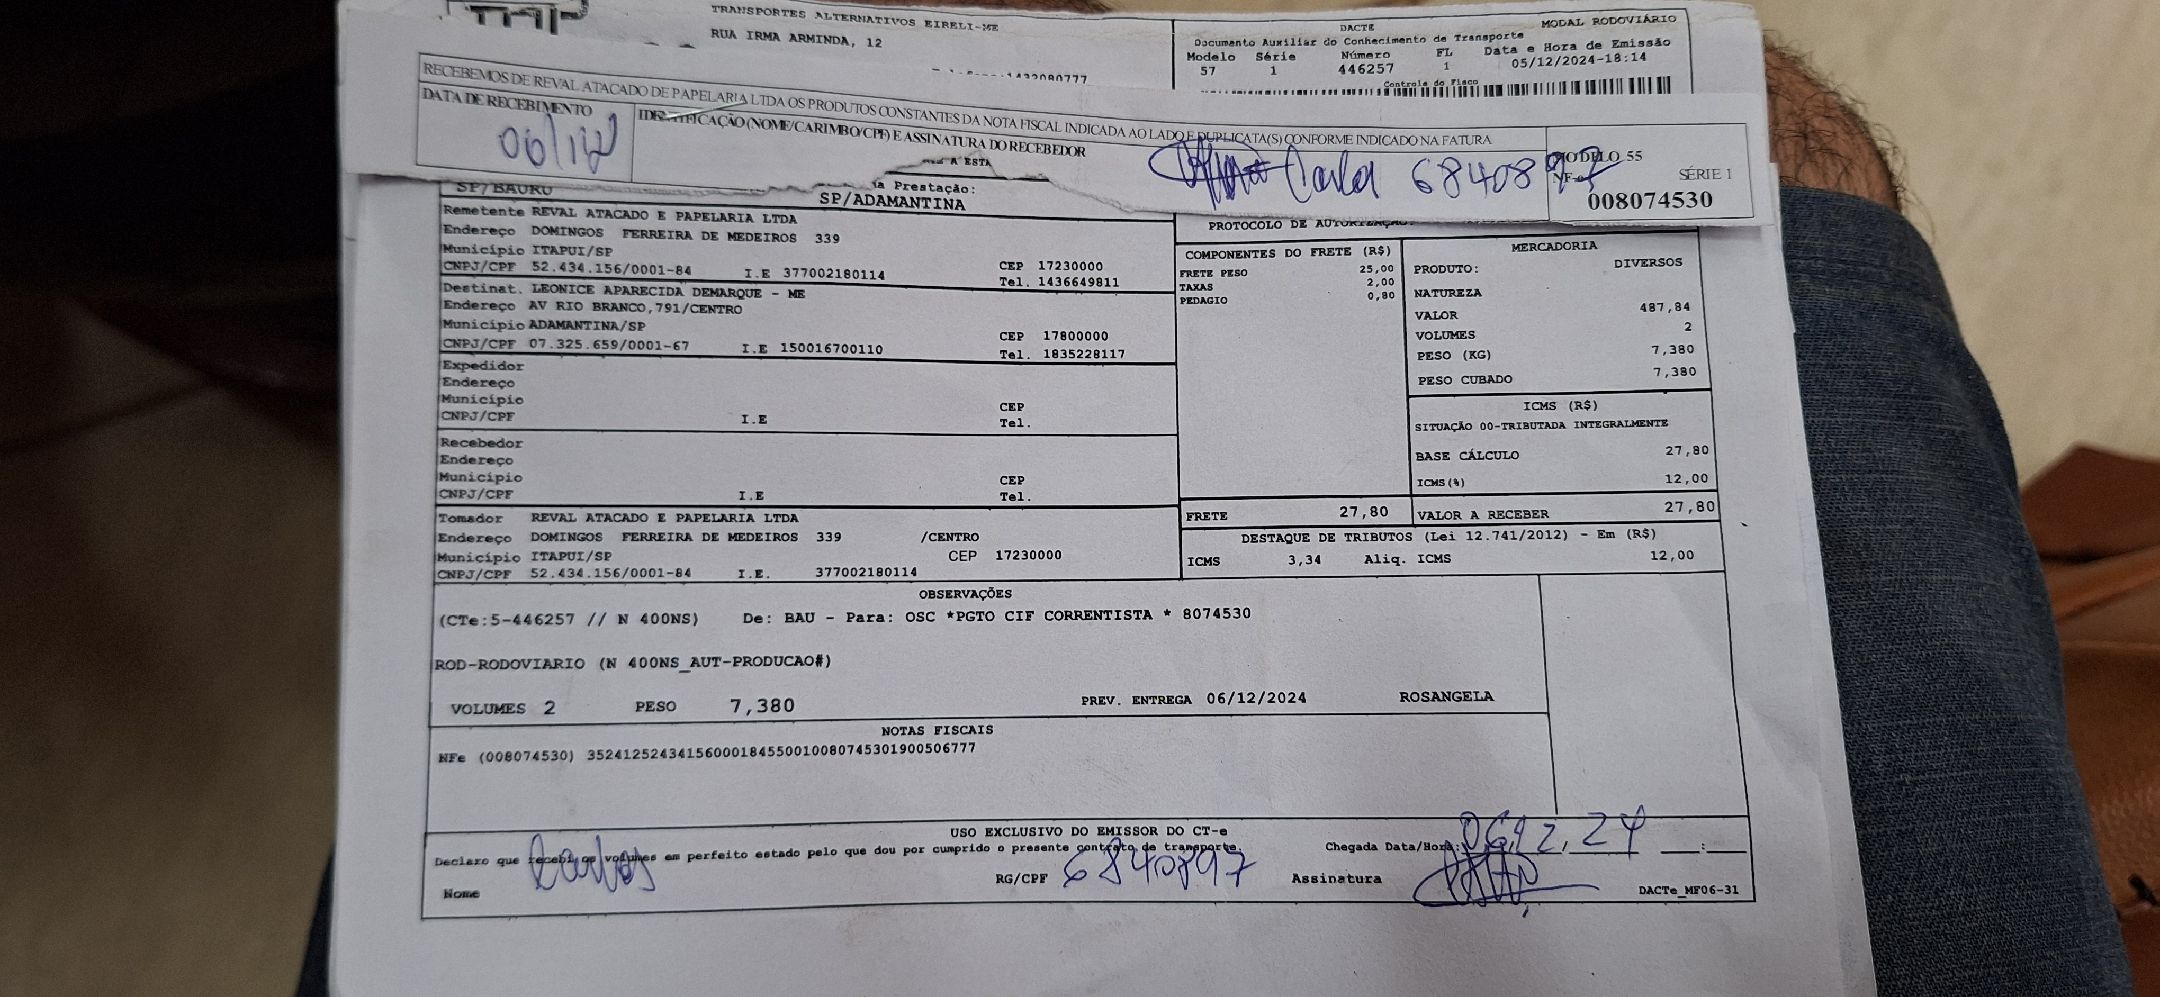 TRANSPORTES ALTERNATIVOS EIRELI-ME
RUA IRMA ARMINDA, 12
DACTE
MODAL RODOVIÁRIO
Documento Auxiliar do Conhecimento de Transporte
Modelo Série Número FL Data e Hora de Emissão
57 1 446257 1 05/12/2024-18:14
Controle do Fisco
RECEBEMOS DE REVAL ATACADO DE PAPELARIA LTDA OS PRODUTOS CONSTANTES DA NOTA FISCAL INDICADA AO LADO E DUPLICATA(S) CONFORME INDICADO NA FATURA
DATA DE RECEBIMENTO
06/12
IDENTIFICAÇÃO (NOME/CARIMBO/CPF) E ASSINATURA DO RECEBEDOR
6840897
MODELO 55
NF-e
SÉRIE 1
008074530
A ESTA
Prestação:
SP/BAURU
SP/ADAMANTINA
Remetente REVAL ATACADO E PAPELARIA LTDA
Endereço DOMINGOS FERREIRA DE MEDEIROS 339
Município ITAPUI/SP CEP 17230000
CNPJ/CPF 52.434.156/0001-84 I.E 377002180114 Tel. 1436649811
Destinat. LEONICE APARECIDA DEMARQUE - ME
Endereço AV RIO BRANCO,791/CENTRO
Município ADAMANTINA/SP CEP 17800000
CNPJ/CPF 07.325.659/0001-67 I.E 150016700110 Tel. 1835228117
Expedidor
Endereço
Município CEP
CNPJ/CPF I.E Tel.
Recebedor
Endereço
Município CEP
CNPJ/CPF I.E Tel.
Tomador REVAL ATACADO E PAPELARIA LTDA
Endereço DOMINGOS FERREIRA DE MEDEIROS 339 /CENTRO
Município ITAPUI/SP CEP 17230000
CNPJ/CPF 52.434.156/0001-84 I.E. 377002180114
PROTOCOLO DE AUTORIZAÇÃO:
COMPONENTES DO FRETE (R$)
FRETE PESO 25,00
TAXAS 2,00
PEDAGIO 0,80
MERCADORIA
PRODUTO: DIVERSOS
NATUREZA
VALOR 487,84
VOLUMES 2
PESO (KG) 7,380
PESO CUBADO 7,380
ICMS (R$)
SITUAÇÃO 00-TRIBUTADA INTEGRALMENTE
BASE CÁLCULO 27,80
ICMS(%) 12,00
FRETE 27,80 VALOR A RECEBER 27,80
DESTAQUE DE TRIBUTOS (Lei 12.741/2012) - Em (R$)
ICMS 3,34 Aliq. ICMS 12,00
OBSERVAÇÕES
(CTe:5-446257 // N 400NS) De: BAU - Para: OSC *PGTO CIF CORRENTISTA * 8074530
ROD-RODOVIARIO (N 400NS_AUT-PRODUCAO#)
VOLUMES 2 PESO 7,380 PREV. ENTREGA 06/12/2024 ROSANGELA
NOTAS FISCAIS
NFe (008074530) 35241252434156000184550010080745301900506777
USO EXCLUSIVO DO EMISSOR DO CT-e
Declaro que recebi os volumes em perfeito estado pelo que dou por cumprido o presente contrato de transporte.
Chegada Data/Hora: 06,12,24 ___:___
Nome Carlos RG/CPF 6840897 Assinatura
DACTe_MF06-31